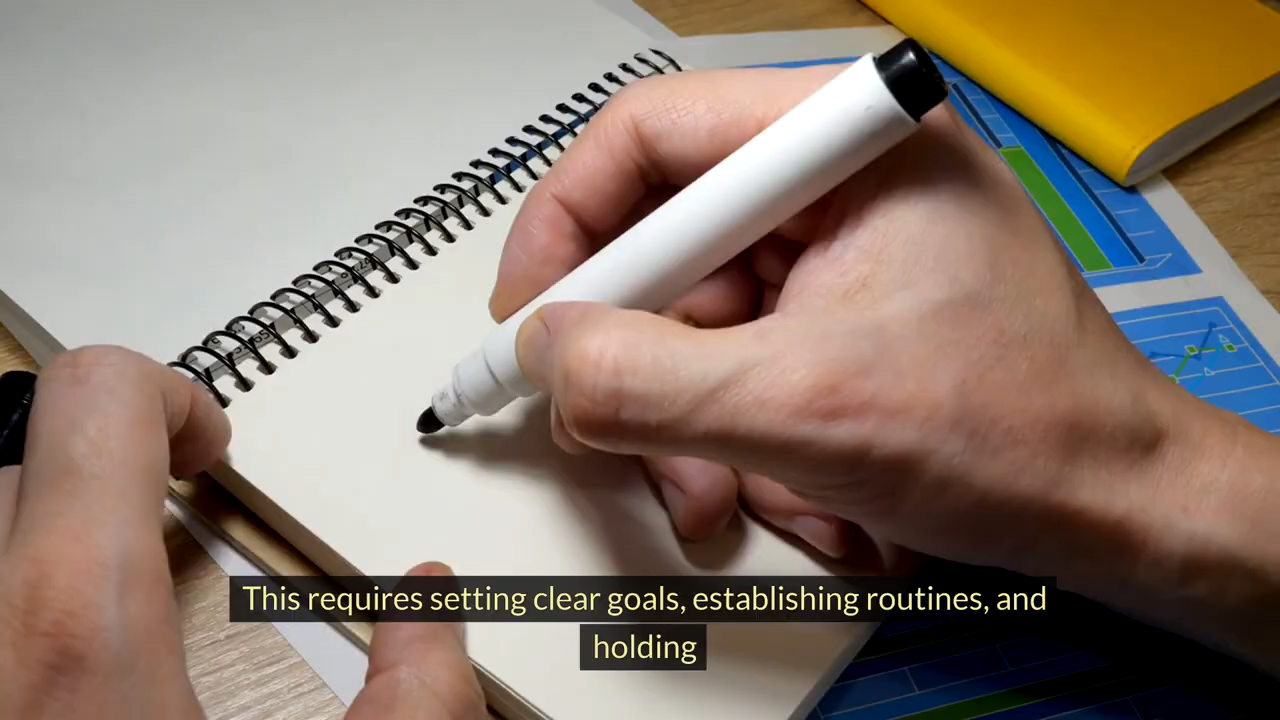 This requires setting clear goals, establishing routines, and
holding